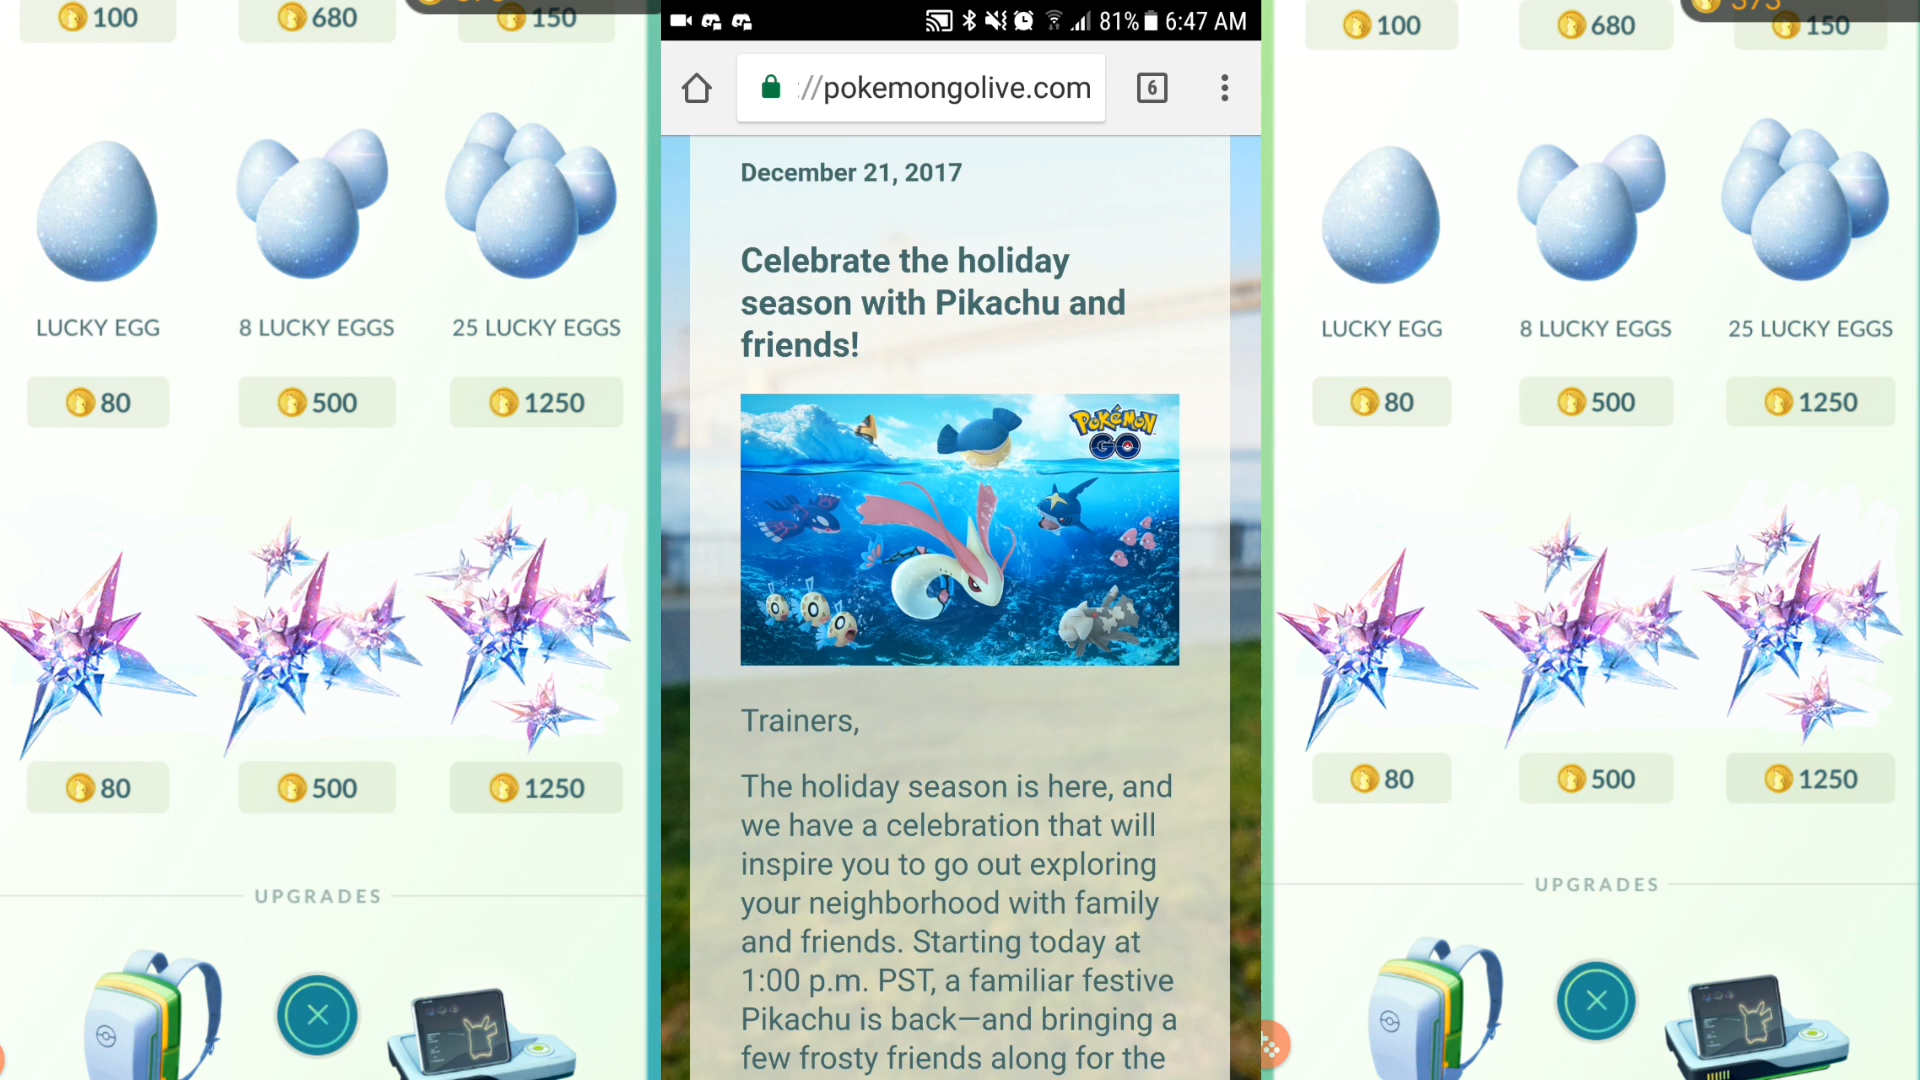 100 680 150
LUCKY EGG 8 LUCKY EGGS 25 LUCKY EGGS
80 500 1250
80 500 1250
UPGRADES
81% 6:47 AM
://pokemongolive.com 6
December 21, 2017
Celebrate the holiday
season with Pikachu and
friends!
POKÉMON
GO
Trainers,
The holiday season is here, and
we have a celebration that will
inspire you to go out exploring
your neighborhood with family
and friends. Starting today at
1:00 p.m. PST, a familiar festive
Pikachu is back—and bringing a
few frosty friends along for the
100 680 150
LUCKY EGG 8 LUCKY EGGS 25 LUCKY EGGS
80 500 1250
80 500 1250
UPGRADES